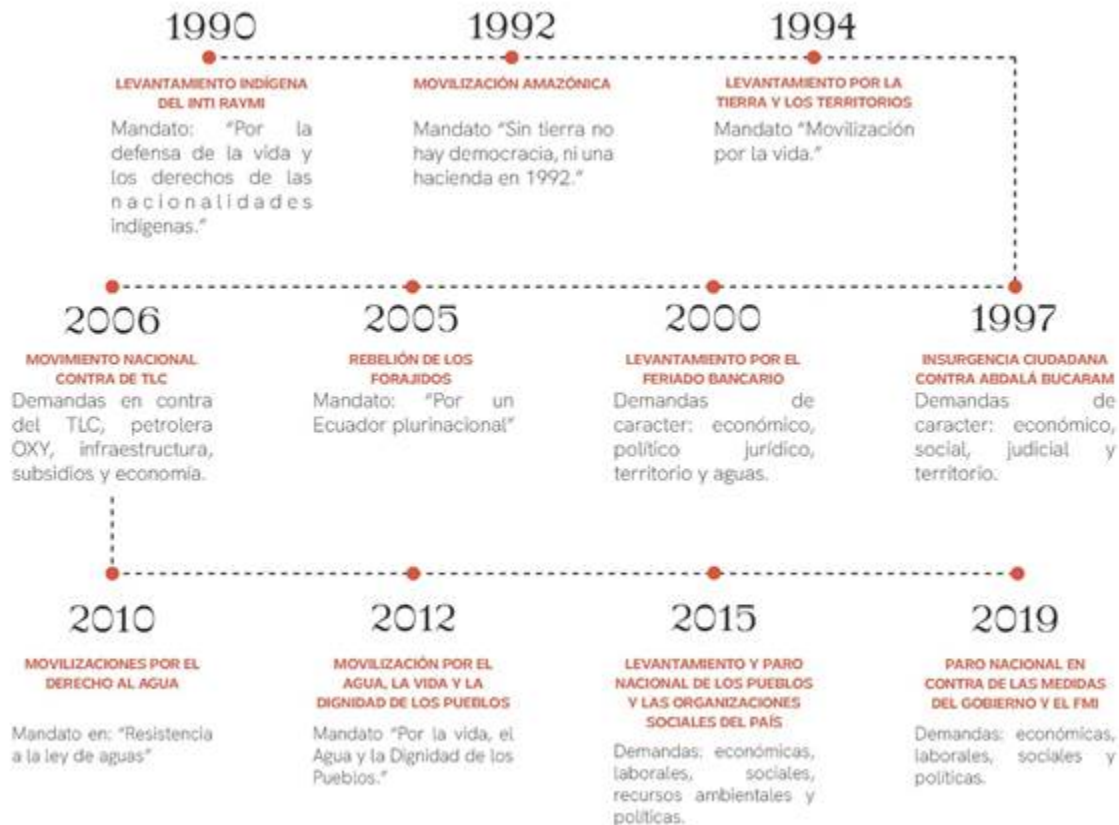 1990
LEVANTAMIENTO INDÍGENA
DEL INTI RAYMI
Mandato: “Por la
defensa de la vida y
los derechos de las
nacionalidades
indígenas.”
1992
MOVILIZACIÓN AMAZÓNICA
Mandato “Sin tierra no
hay democracia, ni una
hacienda en 1992.”
1994
LEVANTAMIENTO POR LA
TIERRA Y LOS TERRITORIOS
Mandato “Movilización
por la vida.”
1997
INSURGENCIA CIUDADANA
CONTRA ABDALÁ BUCARAM
Demandas de
caracter: económico,
social, judicial y
territorio.
2000
LEVANTAMIENTO POR EL
FERIADO BANCARIO
Demandas de
caracter: económico,
político jurídico,
territorio y aguas.
2005
REBELIÓN DE LOS
FORAJIDOS
Mandato: “Por un
Ecuador plurinacional”
2006
MOVIMIENTO NACIONAL
CONTRA DE TLC
Demandas en contra
del TLC, petrolera
OXY, infraestructura,
subsidios y economía.
2010
MOVILIZACIONES POR EL
DERECHO AL AGUA
Mandato en: “Resistencia
a la ley de aguas”
2012
MOVILIZACIÓN POR EL
AGUA, LA VIDA Y LA
DIGNIDAD DE LOS PUEBLOS
Mandato “Por la vida, el
Agua y la Dignidad de los
Pueblos.”
2015
LEVANTAMIENTO Y PARO
NACIONAL DE LOS PUEBLOS
Y LAS ORGANIZACIONES
SOCIALES DEL PAÍS
Demandas: económicas,
laborales, sociales,
recursos ambientales y
políticas.
2019
PARO NACIONAL EN
CONTRA DE LAS MEDIDAS
DEL GOBIERNO Y EL FMI
Demandas: económicas,
laborales, sociales y
políticas.